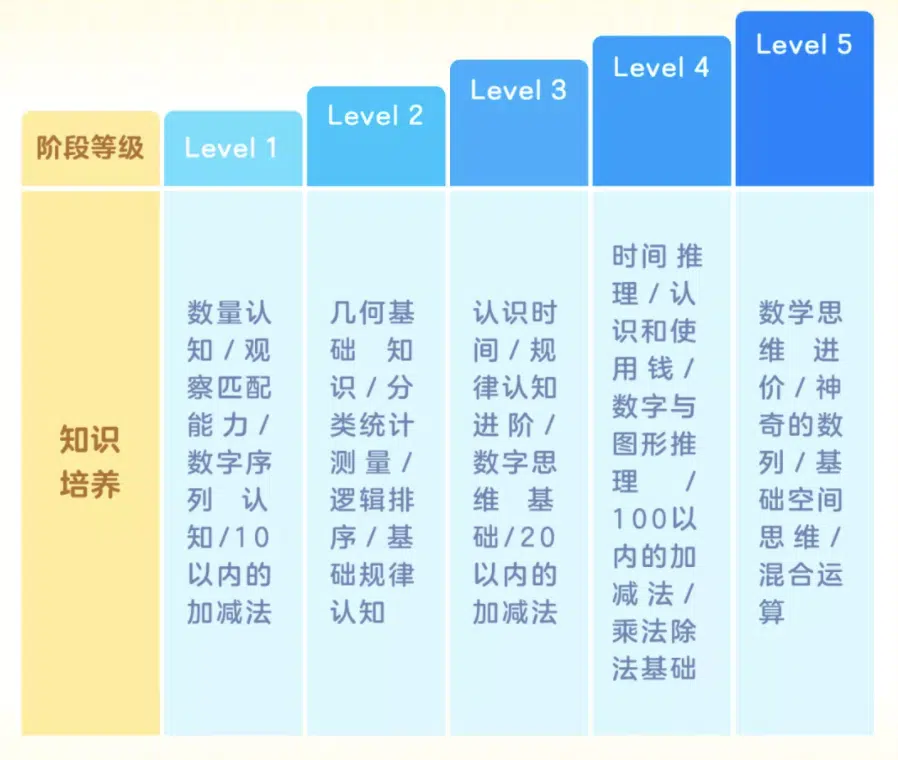 阶段等级
Level 1
Level 2
Level 3
Level 4
Level 5
知识
培养
数量认
知/观
察匹配
能力/
数字序
列认
知/10
以内的
加减法
几何基
础知
识/分
类统计
测量/
逻辑排
序/基
础规律
认知
认识时
间/规
律认知
进阶/
数字思
维基
础/20
以内的
加减法
时间推
理/认
识和使
用钱/
数字与
图形推
理/
100以
内的加
减法/
乘法除
法基础
数学思
维进
价/神
奇的数
列/基
础空间
思维/
混合运
算